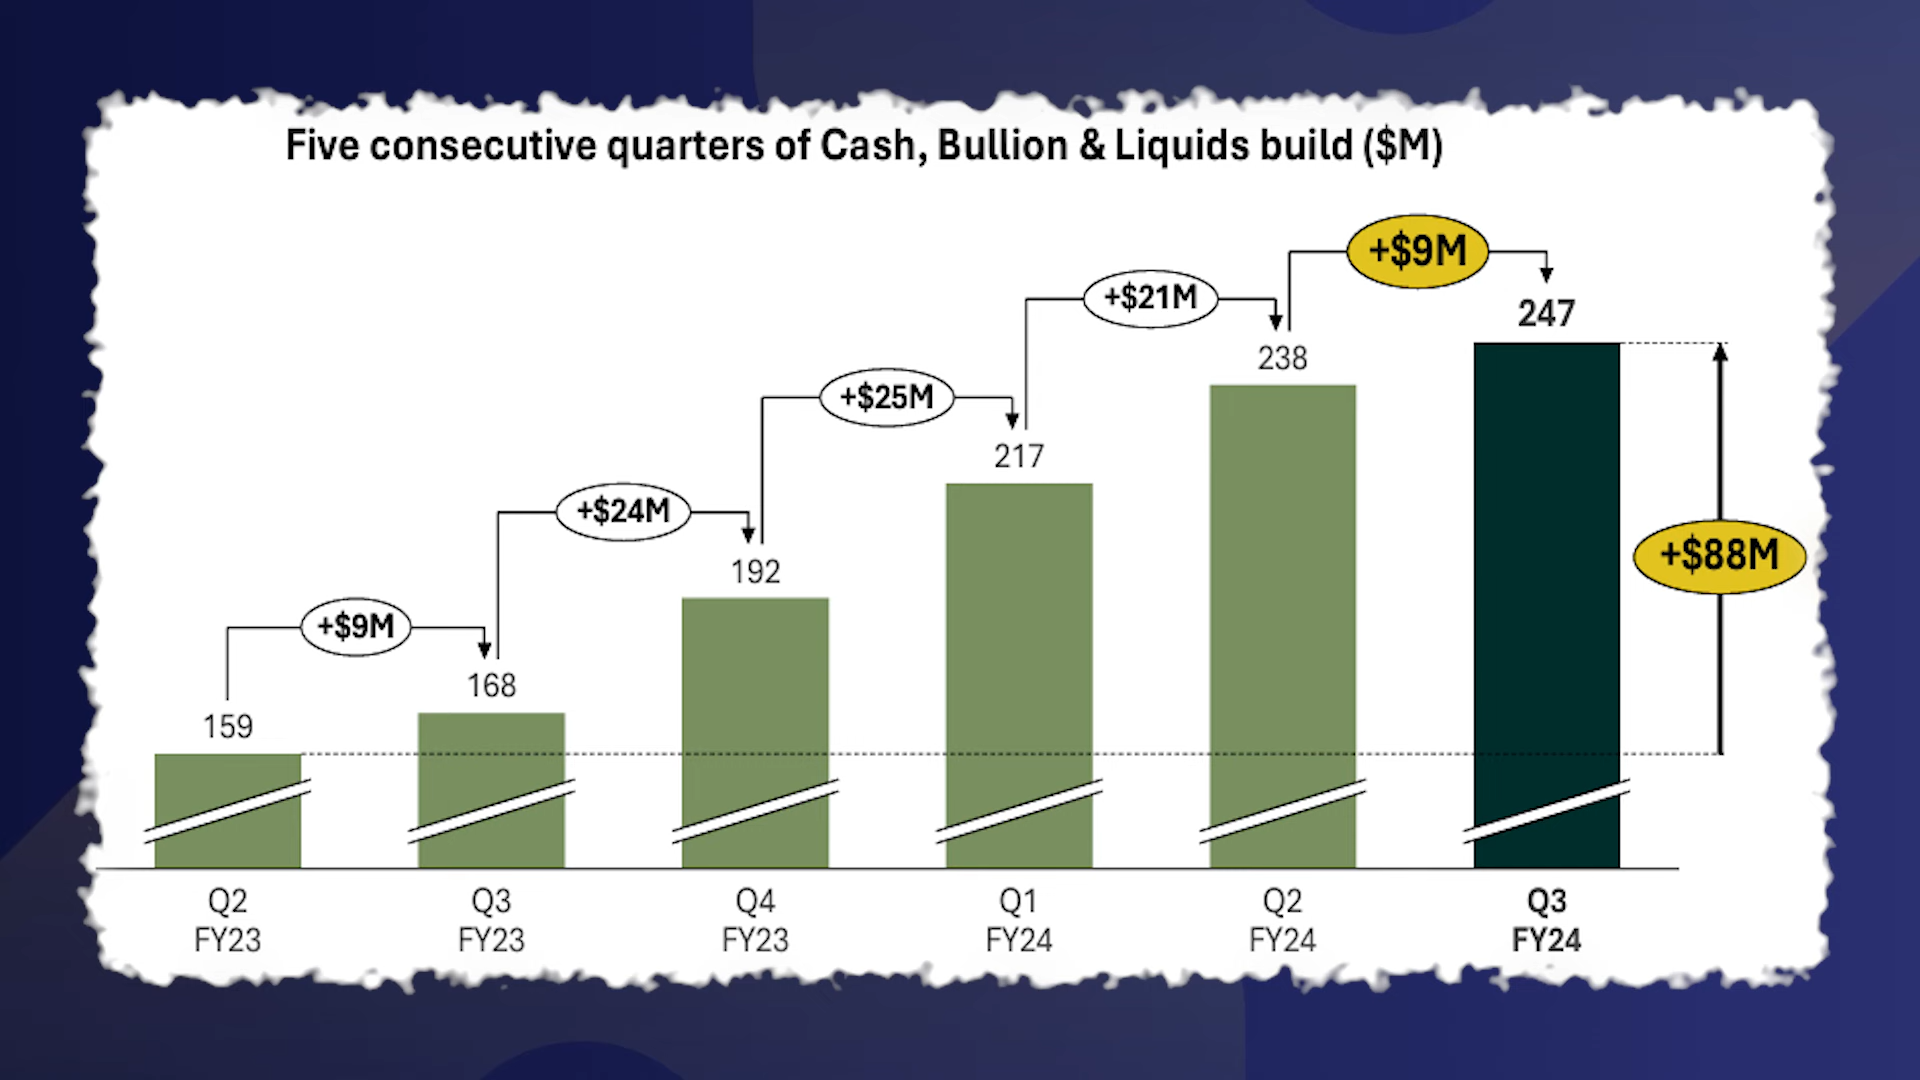 Five consecutive quarters of Cash, Bullion & Liquids build ($M)
+$9M
247
+$21M
238
+$25M
217
+$88M
+$24M
192
+$9M
168
159
Q2 Q3 Q4 Q1 Q2 Q3
FY23 FY23 FY23 FY24 FY24 FY24